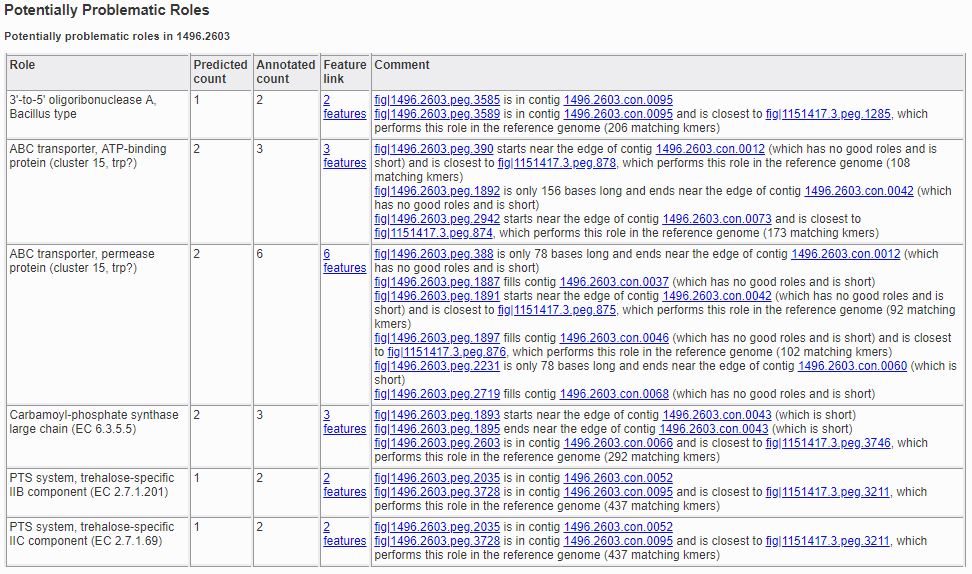 Potentially Problematic Roles
Potentially problematic roles in 1496.2603
Role
Predicted count
Annotated count
Feature link
Comment
3'-to-5' oligoribonuclease A,
Bacillus type
1
2
2
features
fig|1496.2603.peg.3585 is in contig 1496.2603.con.0095
fig|1496.2603.peg.3589 is in contig 1496.2603.con.0095 and is closest to fig|1151417.3.peg.1285, which
performs this role in the reference genome (206 matching kmers)
ABC transporter, ATP-binding
protein (cluster 15, trp?)
2
3
3
features
fig|1496.2603.peg.390 starts near the edge of contig 1496.2603.con.0012 (which has no good roles and is
short) and is closest to fig|1151417.3.peg.878, which performs this role in the reference genome (108
matching kmers)
fig|1496.2603.peg.1892 is only 156 bases long and ends near the edge of contig 1496.2603.con.0042 (which
has no good roles and is short)
fig|1496.2603.peg.2942 starts near the edge of contig 1496.2603.con.0073 and is closest to
fig|1151417.3.peg.874, which performs this role in the reference genome (173 matching kmers)
ABC transporter, permease
protein (cluster 15, trp?)
2
6
6
features
fig|1496.2603.peg.388 is only 78 bases long and ends near the edge of contig 1496.2603.con.0012 (which
has no good roles and is short)
fig|1496.2603.peg.1887 fills contig 1496.2603.con.0037 (which has no good roles and is short)
fig|1496.2603.peg.1891 starts near the edge of contig 1496.2603.con.0042 (which has no good roles and is
short) and is closest to fig|1151417.3.peg.875, which performs this role in the reference genome (92 matching
kmers)
fig|1496.2603.peg.1897 fills contig 1496.2603.con.0046 (which has no good roles and is short) and is closest
to fig|1151417.3.peg.876, which performs this role in the reference genome (102 matching kmers)
fig|1496.2603.peg.2231 is only 78 bases long and ends near the edge of contig 1496.2603.con.0060 (which is
short)
fig|1496.2603.peg.2719 fills contig 1496.2603.con.0068 (which has no good roles and is short)
Carbamoyl-phosphate synthase
large chain (EC 6.3.5.5)
2
3
3
features
fig|1496.2603.peg.1893 starts near the edge of contig 1496.2603.con.0043 (which is short)
fig|1496.2603.peg.1895 ends near the edge of contig 1496.2603.con.0043 (which is short)
fig|1496.2603.peg.2603 is in contig 1496.2603.con.0066 and is closest to fig|1151417.3.peg.3746, which
performs this role in the reference genome (292 matching kmers)
PTS system, trehalose-specific
IIB component (EC 2.7.1.201)
1
2
2
features
fig|1496.2603.peg.2035 is in contig 1496.2603.con.0052
fig|1496.2603.peg.3728 is in contig 1496.2603.con.0095 and is closest to fig|1151417.3.peg.3211, which
performs this role in the reference genome (437 matching kmers)
PTS system, trehalose-specific
IIC component (EC 2.7.1.69)
1
2
2
features
fig|1496.2603.peg.2035 is in contig 1496.2603.con.0052
fig|1496.2603.peg.3728 is in contig 1496.2603.con.0095 and is closest to fig|1151417.3.peg.3211, which
performs this role in the reference genome (437 matching kmers)